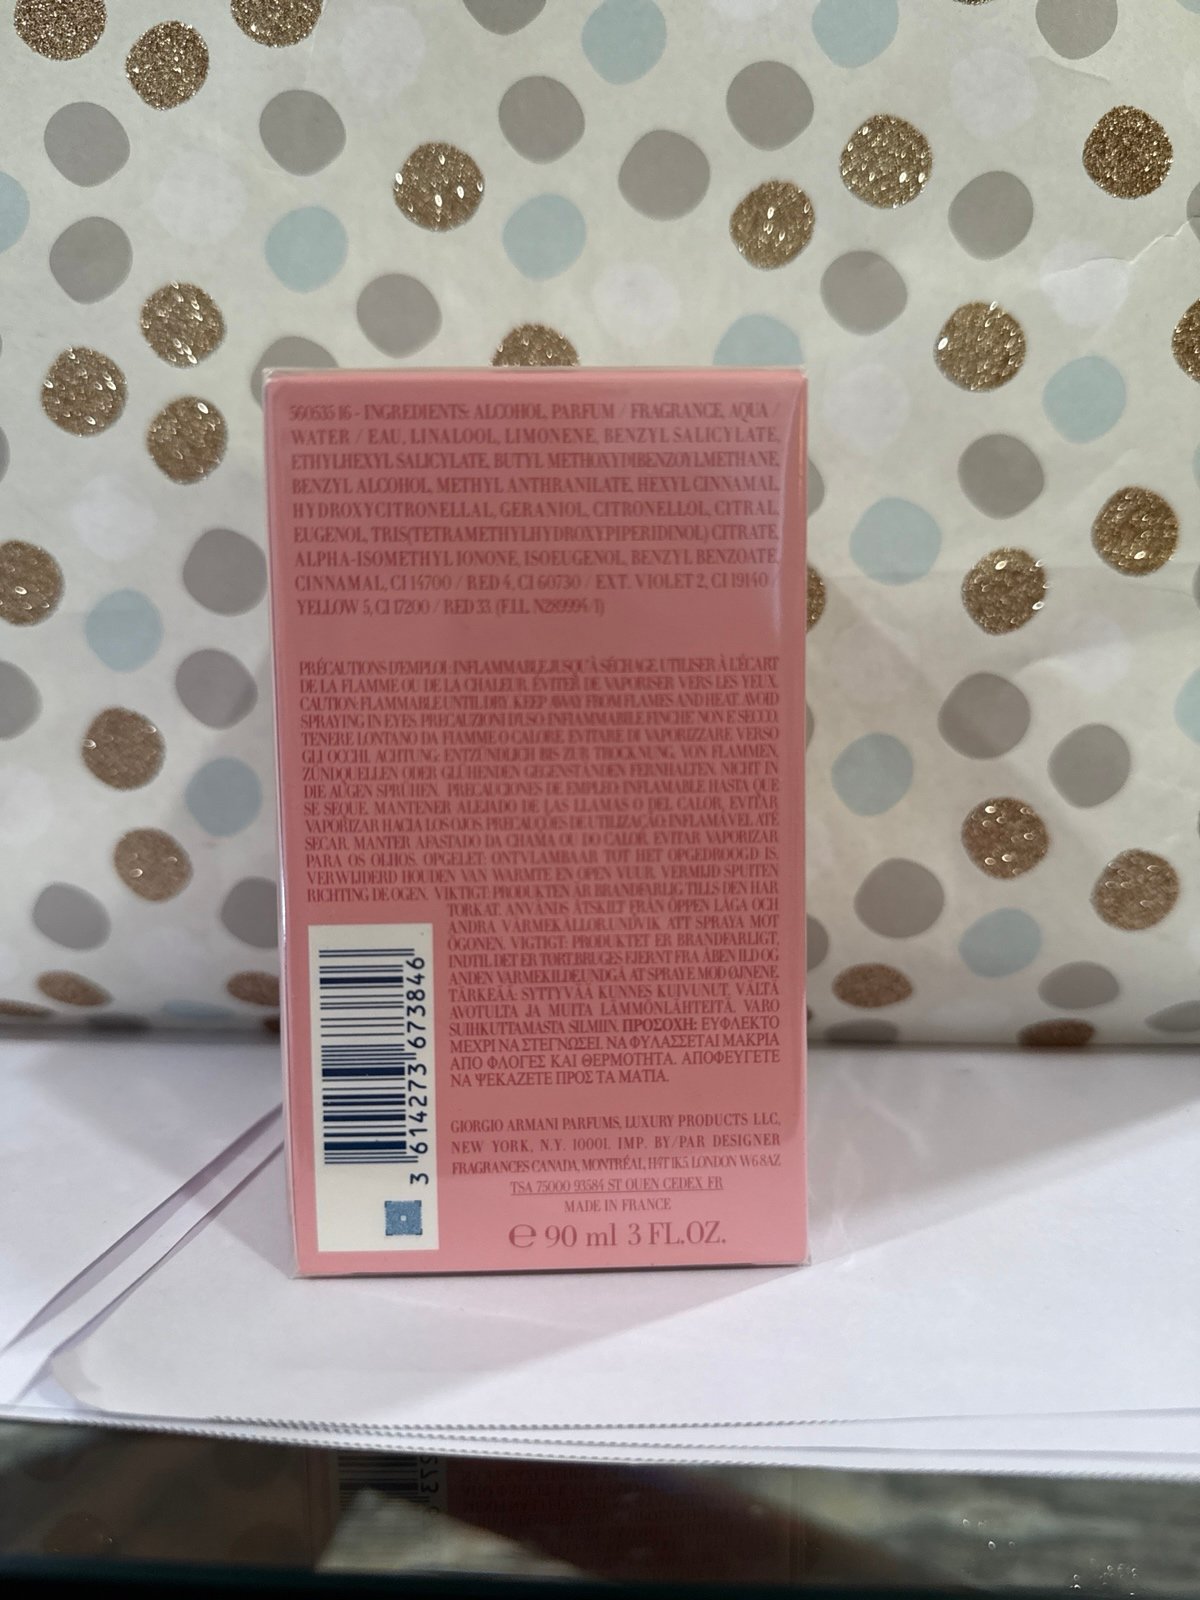 560535 16 - INGREDIENTS: ALCOHOL, PARFUM / FRAGRANCE, AQUA /
WATER / EAU, LINALOOL, LIMONENE, BENZYL SALICYLATE,
ETHYLHEXYL SALICYLATE, BUTYL METHOXYDIBENZOYLMETHANE,
BENZYL ALCOHOL, METHYL ANTHRANILATE, HEXYL CINNAMAL,
HYDROXYCITRONELLAL, GERANIOL, CITRONELLOL, CITRAL,
EUGENOL, TRIS(TETRAMETHYLHYDROXYPIPERIDINOL) CITRATE,
ALPHA-ISOMETHYL IONONE, ISOEUGENOL, BENZYL BENZOATE,
CINNAMAL, CI 14700 / RED 4, CI 60730 / EXT. VIOLET 2, CI 19140 /
YELLOW 5, CI 17200 / RED 33. (F.I.L. N289994/1)
PRÉCAUTIONS D'EMPLOI: INFLAMMABLE JUSQU'À SÉCHAGE. UTILISER À L'ÉCART
DE LA FLAMME OU DE LA CHALEUR. ÉVITER DE VAPORISER VERS LES YEUX.
CAUTION: FLAMMABLE UNTIL DRY. KEEP AWAY FROM FLAMES AND HEAT. AVOID
SPRAYING IN EYES. PRECAUZIONI D'USO: INFIAMMABILE FINCHE' NON È SECCO.
TENERE LONTANO DA FIAMME O CALORE. EVITARE DI VAPORIZZARE VERSO
GLI OCCHI. ACHTUNG: ENTZÜNDLICH BIS ZUR TROCKNUNG, VON FLAMMEN,
ZÜNDQUELLEN ODER GLÜHENDEN GEGENSTÄNDEN FERNHALTEN. NICHT IN
DIE AUGEN SPRÜHEN. PRECAUCIONES DE EMPLEO: INFLAMABLE HASTA QUE
SE SEQUE. MANTENER ALEJADO DE LAS LLAMAS O DEL CALOR. EVITAR
VAPORIZAR HACIA LOS OJOS. PRECAUÇÕES DE UTILIZAÇÃO: INFLAMÁVEL ATÉ
SECAR. MANTER AFASTADO DA CHAMA OU DO CALOR. EVITAR VAPORIZAR
PARA OS OLHOS. OPGELET: ONTVLAMBAAR TOT HET OPGEDROOGD IS.
VERWIJDERD HOUDEN VAN WARMTE EN OPEN VUUR. VERMIJD SPUITEN
RICHTING DE OGEN. VIKTIGT: PRODUKTEN ÄR BRANDFARLIG TILLS DEN HAR
TORKAT. ANVÄNDS ÅTSKILT FRÅN ÖPPEN LÅGA OCH
ANDRA VÄRMEKÄLLOR.UNDVIK ATT SPRAYA MOT
ÖGONEN. VIGTIGT: PRODUKTET ER BRANDFARLIGT,
INDTIL DET ER TØRT.BRUGES FJERNT FRA ÅBEN ILD OG
ANDEN VARMEKILDE.UNDGÅ AT SPRAYE MOD ØJNENE.
TÄRKEÄÄ: SYTTYVÄÄ KUNNES KUIVUNUT, VÄLTÄ
AVOTULTA JA MUITA LÄMMÖNLÄHTEITÄ. VARO
SUIHKUTTAMASTA SILMIIN. ΠΡΟΣΟΧΗ: ΕΥΦΛΕΚΤΟ
ΜΕΧΡΙ ΝΑ ΣΤΕΓΝΩΣΕΙ. ΝΑ ΦΥΛΑΣΣΕΤΑΙ ΜΑΚΡΙΑ
ΑΠΟ ΦΛΟΓΕΣ ΚΑΙ ΘΕΡΜΟΤΗΤΑ. ΑΠΟΦΕΥΓΕΤΕ
ΝΑ ΨΕΚΑΖΕΤΕ ΠΡΟΣ ΤΑ ΜΑΤΙΑ.
3 614273 673846
GIORGIO ARMANI PARFUMS, LUXURY PRODUCTS LLC,
NEW YORK, N.Y. 10001. IMP. BY/PAR DESIGNER
FRAGRANCES CANADA, MONTRÉAL, H4T 1K5 LONDON W6 8AZ
TSA 75000 93584 ST OUEN CEDEX FR
MADE IN FRANCE
℮ 90 ml 3 FL.OZ.